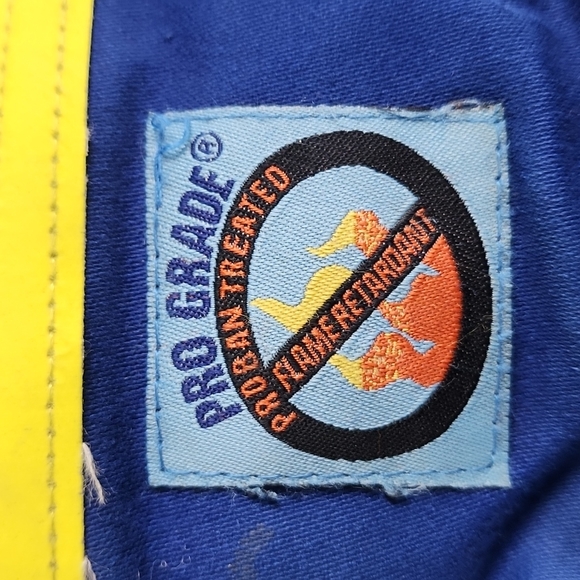 PRO GRADE®
PROBAN TREATED
FLAME RETARDANT